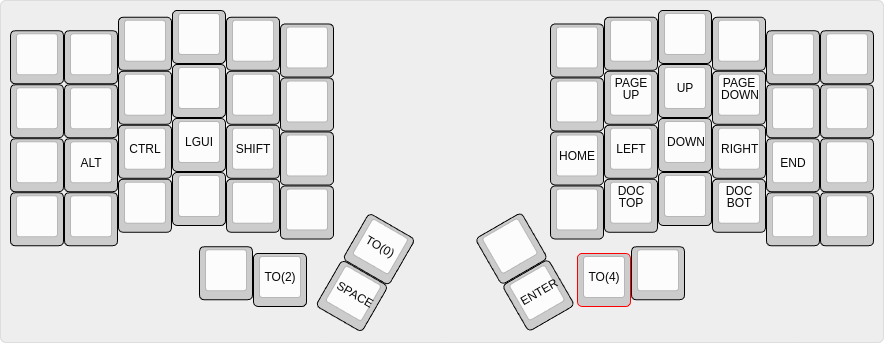 PAGE
UP
UP
PAGE
DOWN
ALT
CTRL
LGUI
SHIFT
HOME
LEFT
DOWN
RIGHT
END
DOC
TOP
DOC
BOT
TO(0)
TO(2)
SPACE
ENTER
TO(4)